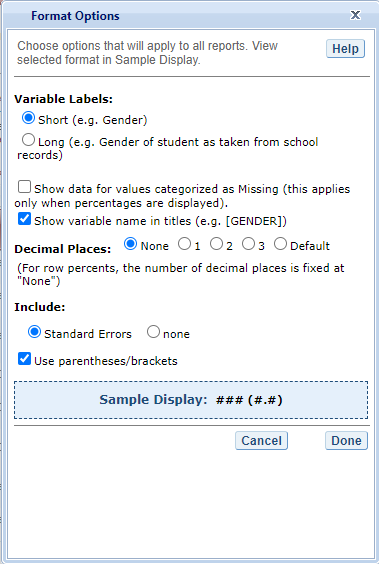 Format Options
X
Choose options that will apply to all reports. View
selected format in Sample Display.
Help
Variable Labels:
Short (e.g. Gender)
Long (e.g. Gender of student as taken from school
records)
Show data for values categorized as Missing (this applies
only when percentages are displayed).
Show variable name in titles (e.g. [GENDER])
Decimal Places: None 1 2 3 Default
(For row percents, the number of decimal places is fixed at
"None")
Include:
Standard Errors none
Use parentheses/brackets
Sample Display: ### (#.#)
Cancel Done